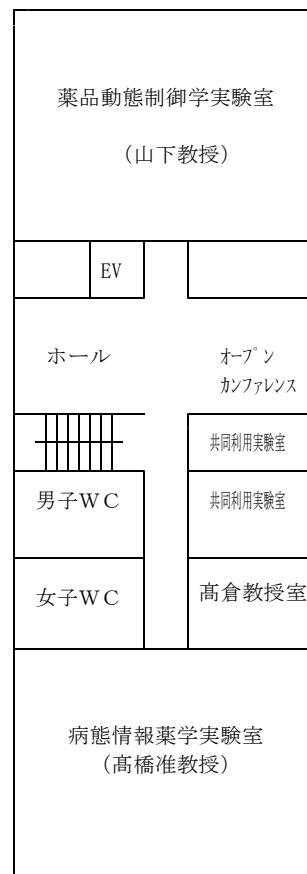 薬品動態制御学実験室
（山下教授）
EV
ホール
ｵｰﾌﾟﾝ
ｶﾝﾌｧﾚﾝｽ
共同利用実験室
男子ＷＣ
共同利用実験室
女子ＷＣ
髙倉教授室
病態情報薬学実験室
（髙橋准教授）